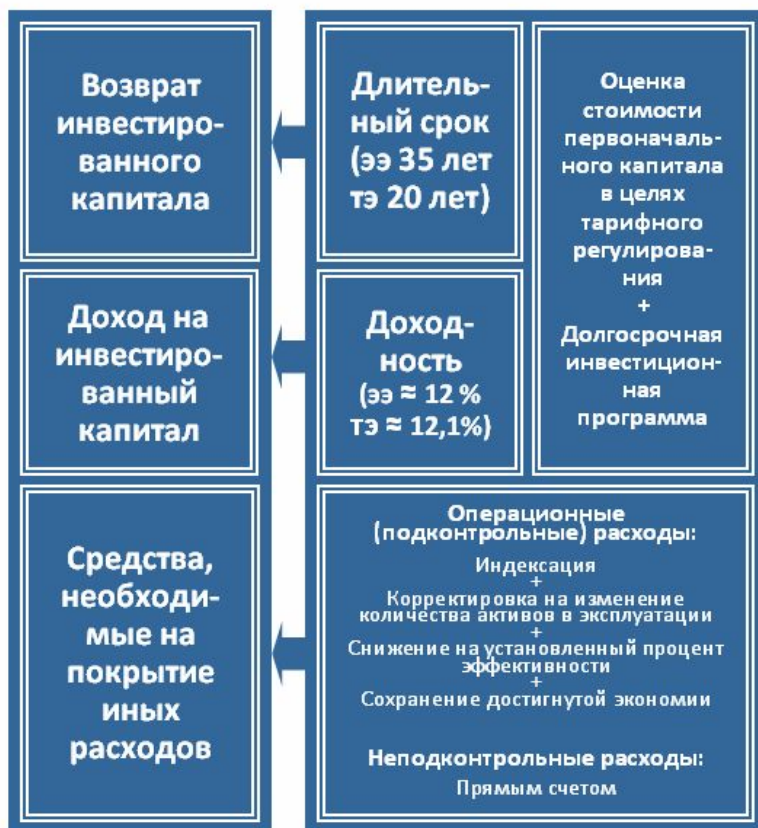 Возврат
инвестиро-
ванного
капитала
Длитель-
ный срок
(ээ 35 лет
тэ 20 лет)
Оценка
стоимости
первоначаль-
ного капитала
в целях
тарифного
регулирова-
ния
+
Долгосрочная
инвестицион-
ная
программа
Доход на
инвестиро-
ванный
капитал
Доход-
ность
(ээ ≈ 12 %
тэ ≈ 12,1%)
Средства,
необходи-
мые на
покрытие
иных
расходов
Операционные
(подконтрольные) расходы:
Индексация
+
Корректировка на изменение
количества активов в эксплуатации
+
Снижение на установленный процент
эффективности
+
Сохранение достигнутой экономии
Неподконтрольные расходы:
Прямым счетом